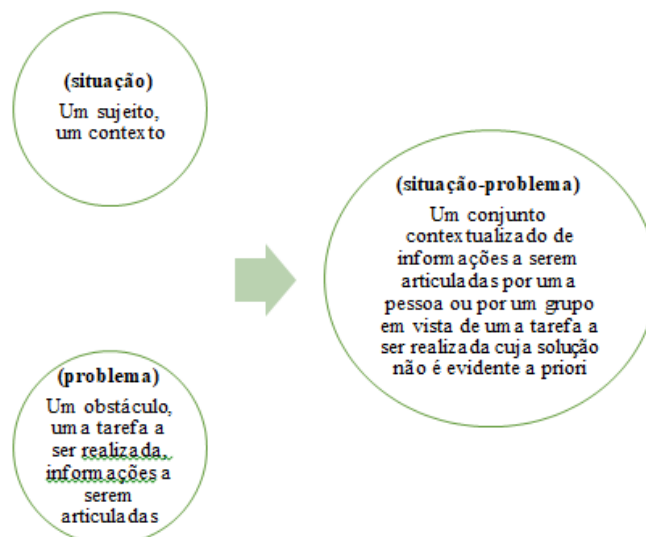 (situação)
Um sujeito,
um contexto
(situação-problema)
Um conjunto
contextualizado de
informações a serem
articuladas por uma
pessoa ou por um grupo
em vista de uma tarefa a
ser realizada cuja solução
não é evidente a priori
(problema)
Um obstáculo,
uma tarefa a
ser realizada,
informações a
serem
articuladas